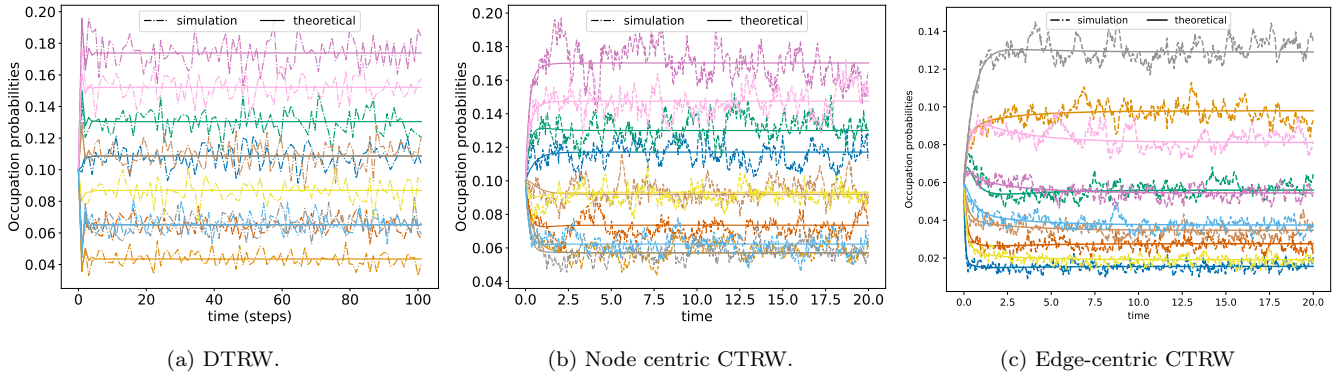 simulation theoretical
0.20
0.18
0.16
0.14
0.12
0.10
0.08
0.06
0.04
Occupation probabilities
0 20 40 60 80 100
time (steps)
(a) DTRW.
simulation theoretical
0.20
0.18
0.16
0.14
0.12
0.10
0.08
0.06
0.04
Occupation probabilities
0.0 2.5 5.0 7.5 10.0 12.5 15.0 17.5 20.0
time
(b) Node centric CTRW.
simulation theoretical
0.14
0.12
0.10
0.08
0.06
0.04
0.02
Occupation probabilities
0.0 2.5 5.0 7.5 10.0 12.5 15.0 17.5 20.0
time
(c) Edge-centric CTRW